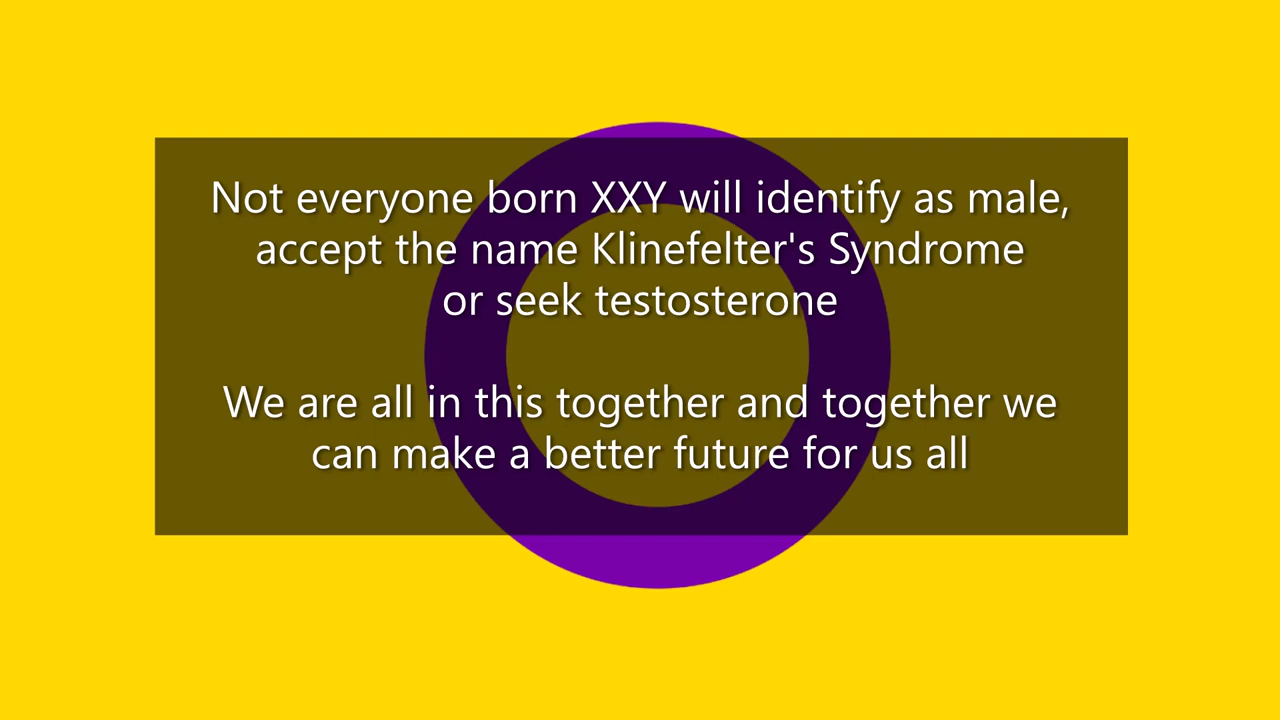 Not everyone born XXY will identify as male,
accept the name Klinefelter's Syndrome
or seek testosterone
We are all in this together and together we
can make a better future for us all